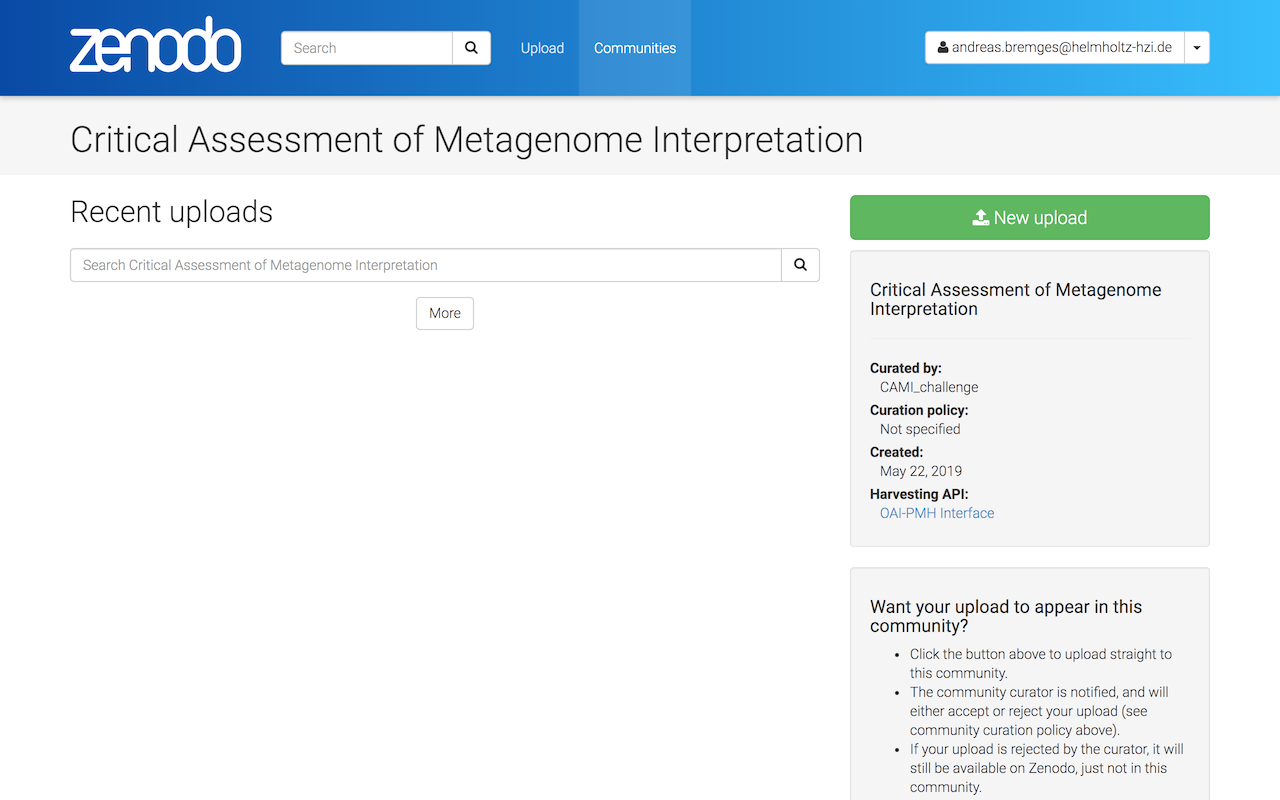 zenodo
Search
Upload
Communities
andreas.bremges@helmholtz-hzi.de
Critical Assessment of Metagenome Interpretation
Recent uploads
Search Critical Assessment of Metagenome Interpretation
More
New upload
Critical Assessment of Metagenome
Interpretation
Curated by:
CAMI_challenge
Curation policy:
Not specified
Created:
May 22, 2019
Harvesting API:
OAI-PMH Interface
Want your upload to appear in this
community?
• Click the button above to upload straight to
this community.
• The community curator is notified, and will
either accept or reject your upload (see
community curation policy above).
• If your upload is rejected by the curator, it will
still be available on Zenodo, just not in this
community.